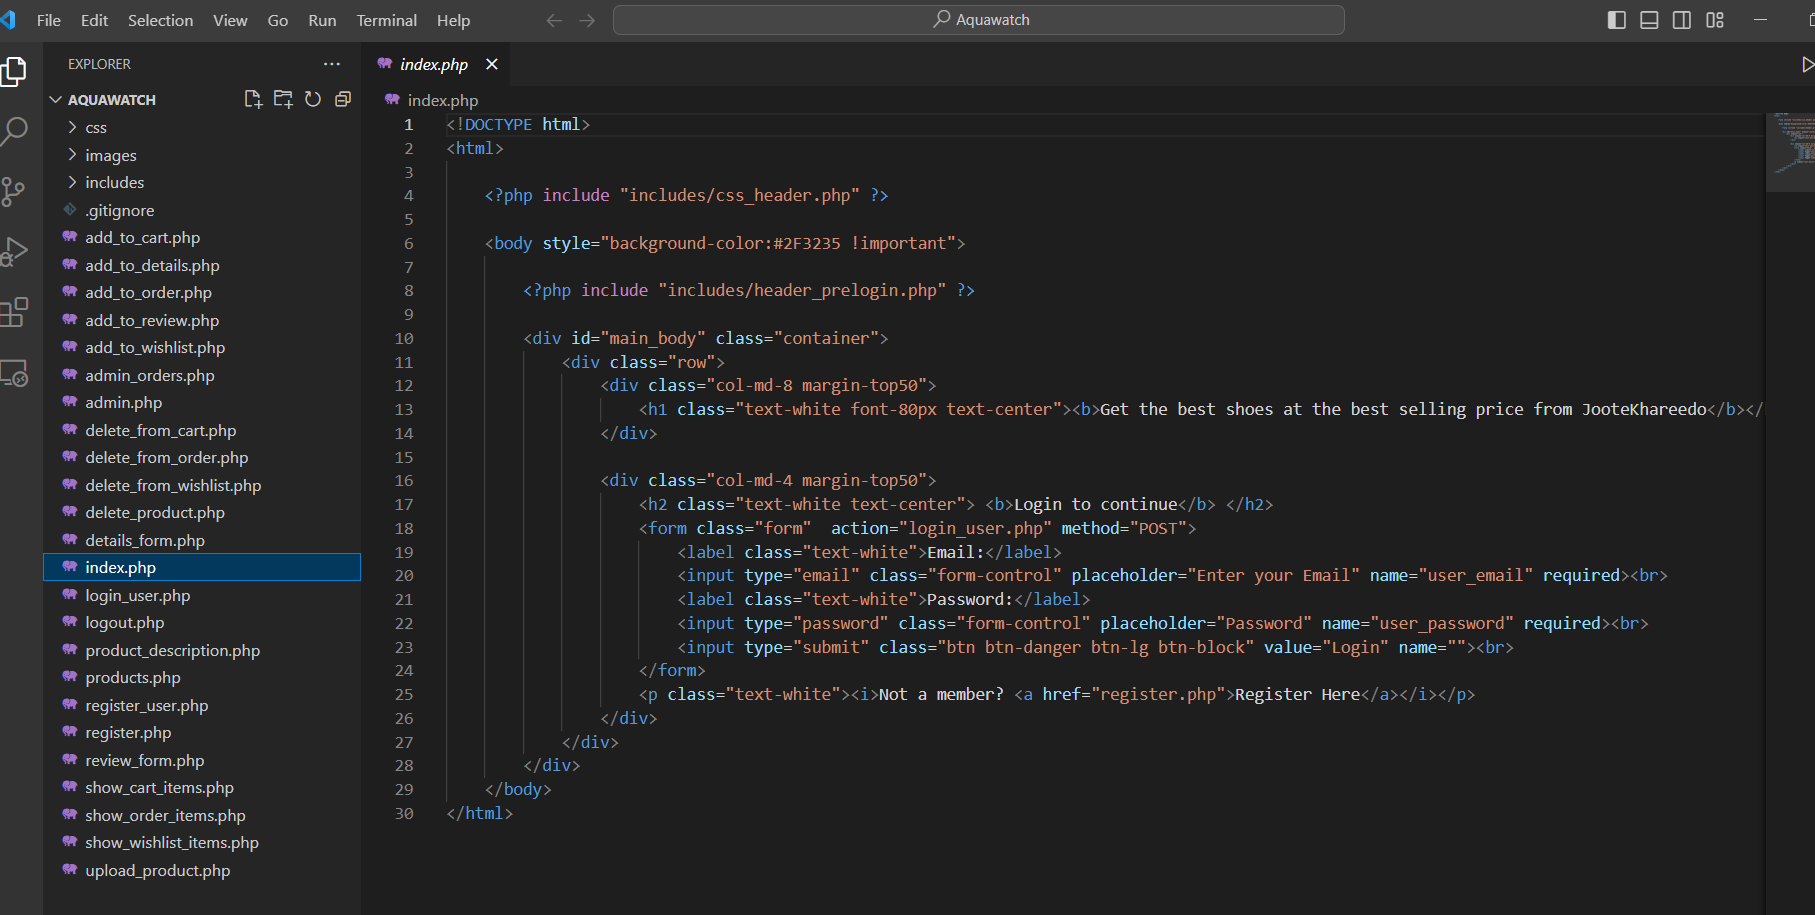 File Edit Selection View Go Run Terminal Help
Aquawatch
EXPLORER
AQUAWATCH
css
images
includes
.gitignore
add_to_cart.php
add_to_details.php
add_to_order.php
add_to_review.php
add_to_wishlist.php
admin_orders.php
admin.php
delete_from_cart.php
delete_from_order.php
delete_from_wishlist.php
delete_product.php
details_form.php
index.php
login_user.php
logout.php
product_description.php
products.php
register_user.php
register.php
review_form.php
show_cart_items.php
show_order_items.php
show_wishlist_items.php
upload_product.php
index.php
index.php
1 <!DOCTYPE html>
2 <html>
3
4 <?php include "includes/css_header.php" ?>
5
6 <body style="background-color:#2F3235 !important">
7
8 <?php include "includes/header_prelogin.php" ?>
9
10 <div id="main_body" class="container">
11 <div class="row">
12 <div class="col-md-8 margin-top50">
13 <h1 class="text-white font-80px text-center"><b>Get the best shoes at the best selling price from JooteKhareedo</b></
14 </div>
15
16 <div class="col-md-4 margin-top50">
17 <h2 class="text-white text-center"> <b>Login to continue</b> </h2>
18 <form class="form"  action="login_user.php" method="POST">
19 <label class="text-white">Email:</label>
20 <input type="email" class="form-control" placeholder="Enter your Email" name="user_email" required><br>
21 <label class="text-white">Password:</label>
22 <input type="password" class="form-control" placeholder="Password" name="user_password" required><br>
23 <input type="submit" class="btn btn-danger btn-lg btn-block" value="Login" name=""><br>
24 </form>
25 <p class="text-white"><i>Not a member? <a href="register.php">Register Here</a></i></p>
26 </div>
27 </div>
28 </div>
29 </body>
30 </html>